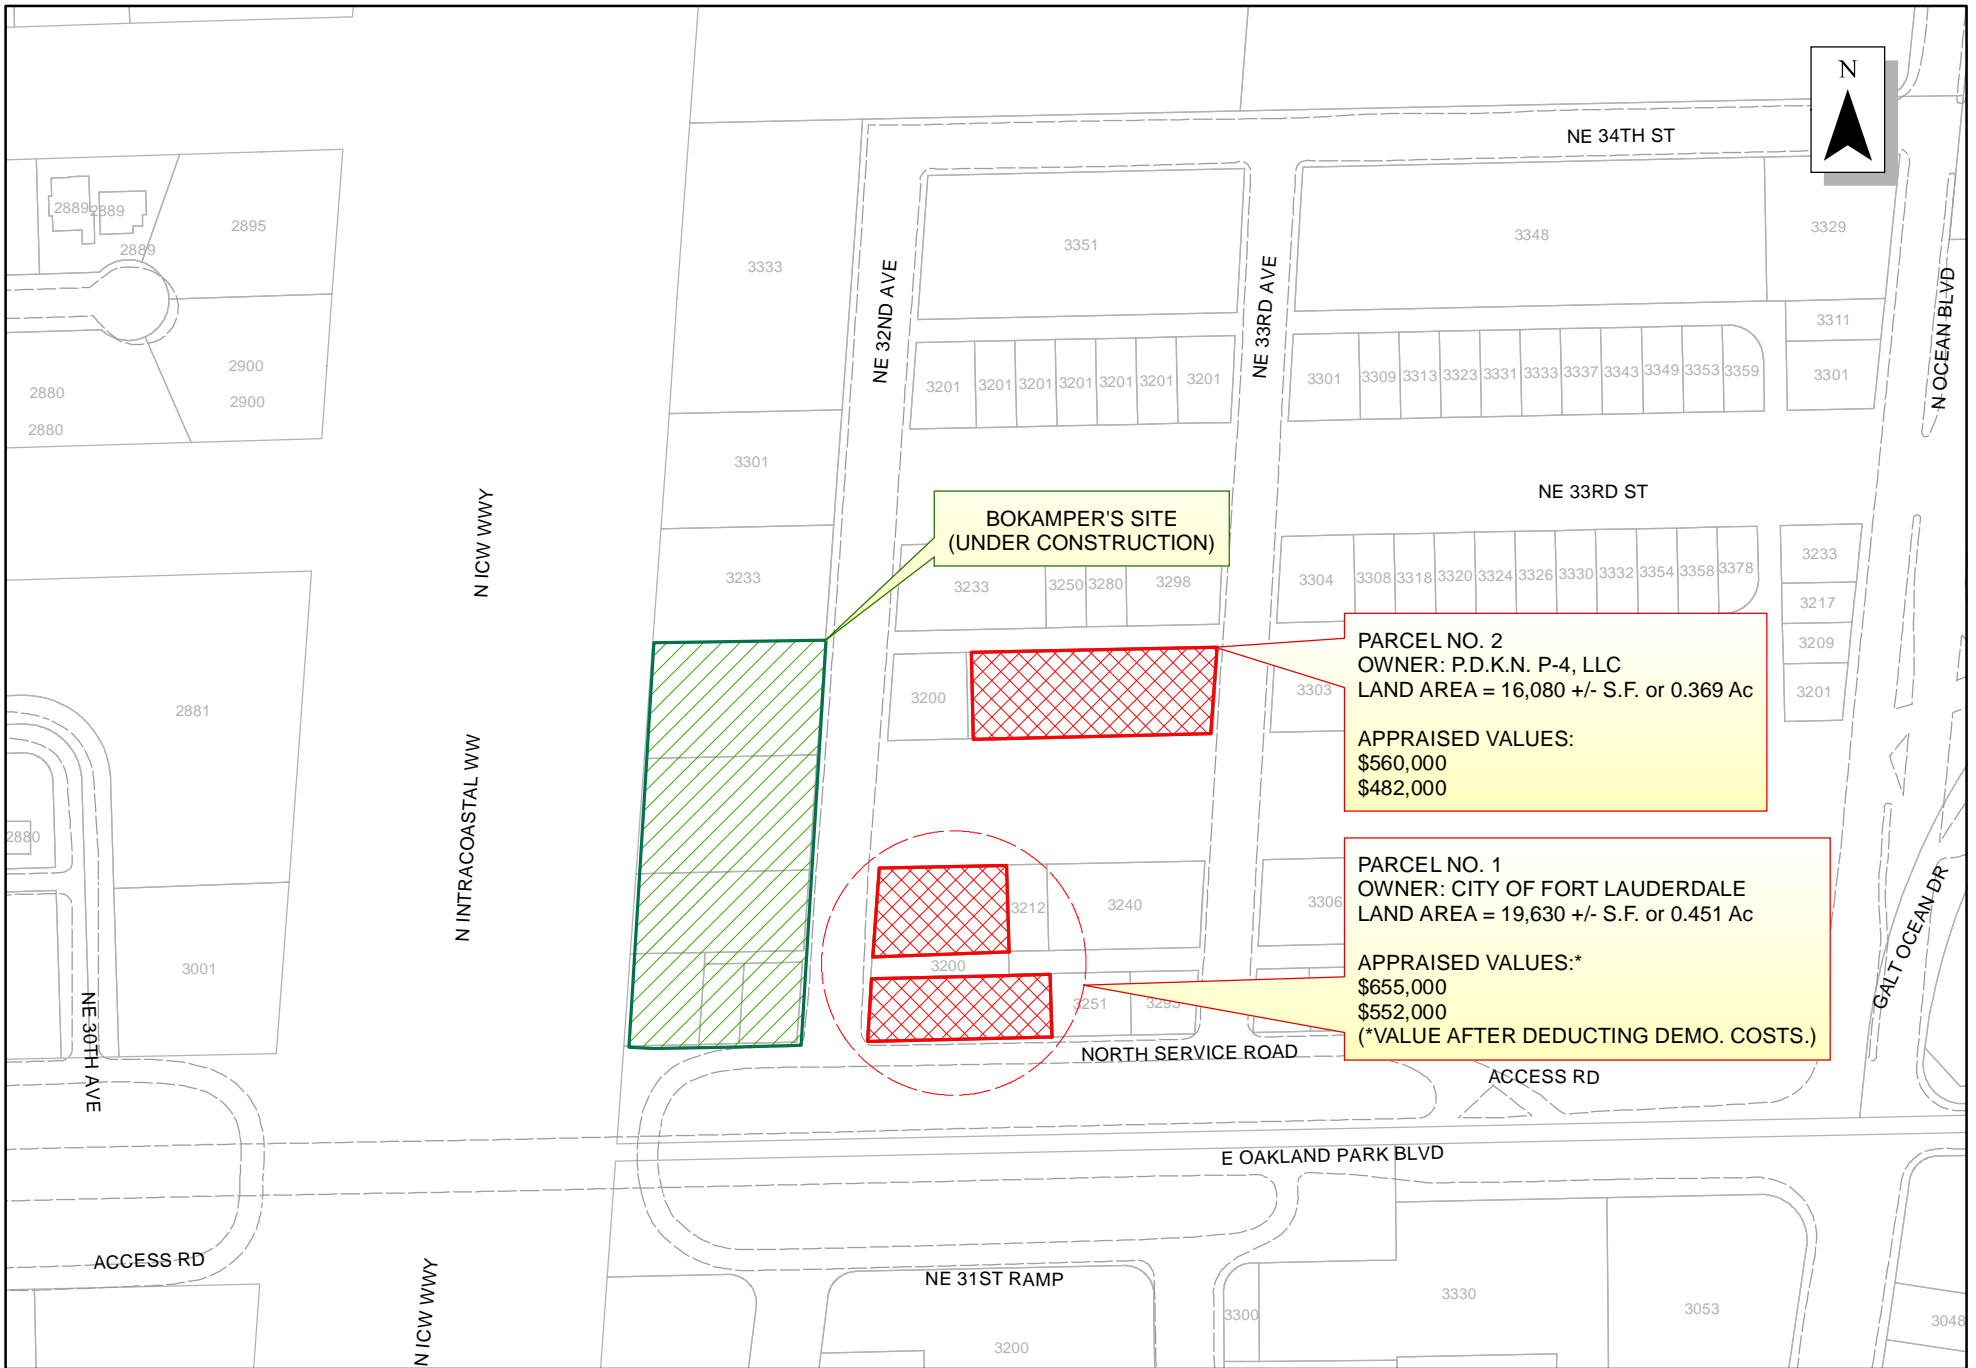 N
NE 34TH ST
2889
2889
2889
2895
3333
3351
3348
3329
NE 32ND AVE
NE 33RD AVE
N OCEAN BLVD
3311
3301
2900
2900
2880
2880
3201
3201
3201
3201
3201
3201
3201
3301
3309
3313
3323
3331
3333
3337
3343
3349
3353
3359
3301
NE 33RD ST
N ICW WWY
BOKAMPER'S SITE
(UNDER CONSTRUCTION)
3233
3233
3250
3280
3298
3304
3308
3318
3320
3324
3326
3330
3332
3354
3358
3378
3233
3217
3209
3201
2881
3200
3303
PARCEL NO. 2
OWNER: P.D.K.N. P-4, LLC
LAND AREA = 16,080 +/- S.F. or 0.369 Ac
APPRAISED VALUES:
$560,000
$482,000
N INTRACOASTAL WW
2880
3212
3240
3306
PARCEL NO. 1
OWNER: CITY OF FORT LAUDERDALE
LAND AREA = 19,630 +/- S.F. or 0.451 Ac
APPRAISED VALUES:*
$655,000
$552,000
(*VALUE AFTER DEDUCTING DEMO. COSTS.)
GALT OCEAN DR
3001
3200
3251
3293
NE 30TH AVE
NORTH SERVICE ROAD
ACCESS RD
E OAKLAND PARK BLVD
ACCESS RD
NE 31ST RAMP
N ICW WWY
3300
3330
3053
3048
3200